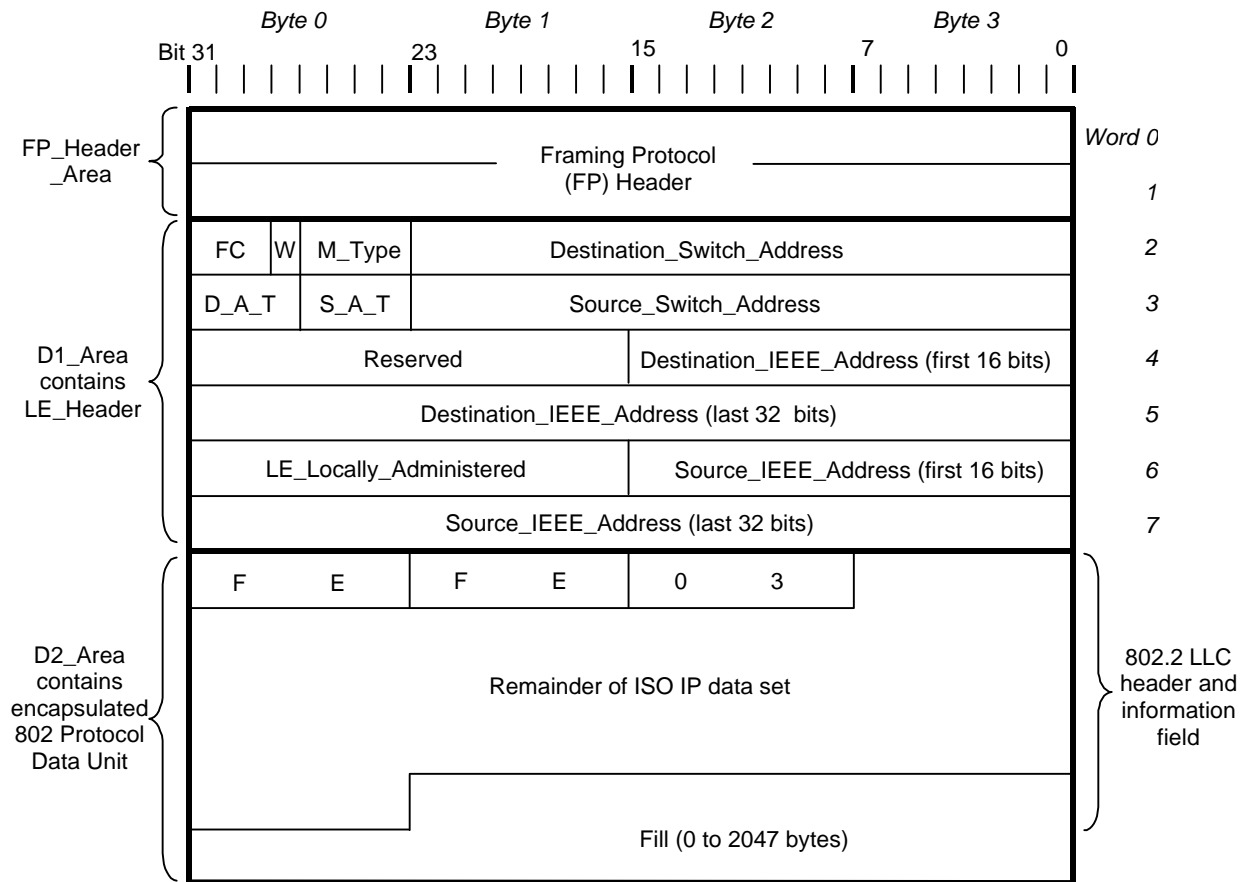 Byte 0 Byte 1 Byte 2 Byte 3
Bit 31 23 15 7 0
FP_Header
_Area
Framing Protocol
(FP) Header
Word 0
1
D1_Area
contains
LE_Header
FC W M_Type Destination_Switch_Address 2
D_A_T S_A_T Source_Switch_Address 3
Reserved Destination_IEEE_Address (first 16 bits) 4
Destination_IEEE_Address (last 32 bits) 5
LE_Locally_Administered Source_IEEE_Address (first 16 bits) 6
Source_IEEE_Address (last 32 bits) 7
D2_Area
contains
encapsulated
802 Protocol
Data Unit
F E F E 0 3
Remainder of ISO IP data set
Fill (0 to 2047 bytes)
802.2 LLC
header and
information
field